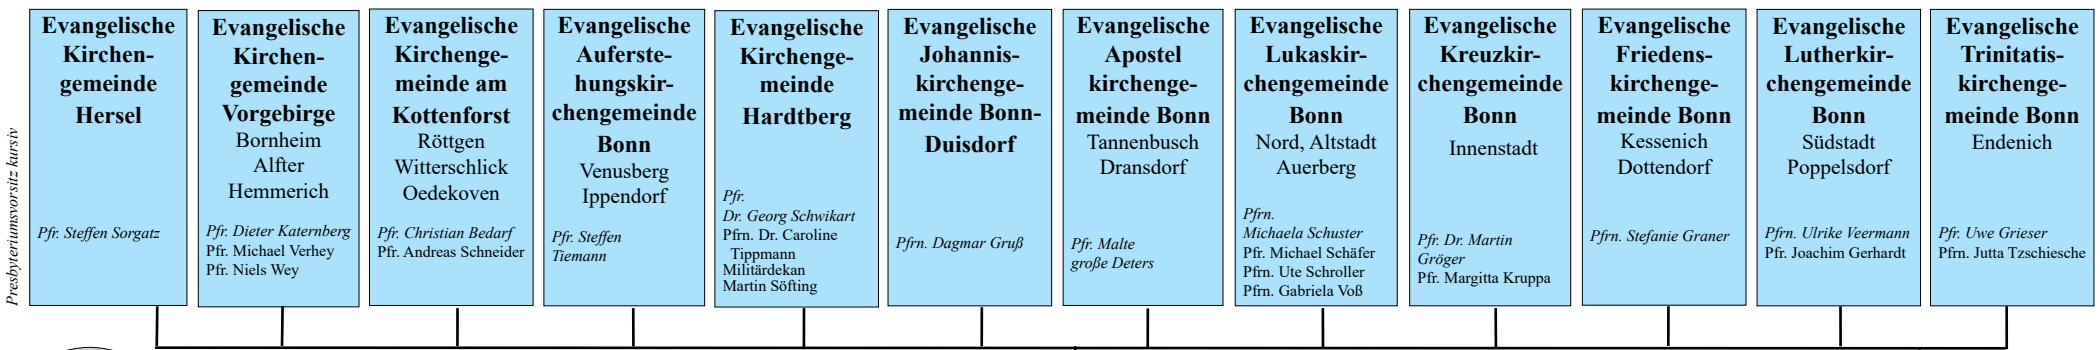 Presbyteriumsvorsitz kursiv
Evangelische
Kirchen-
gemeinde
Hersel
Pfr. Steffen Sorgatz
Evangelische
Kirchen-
gemeinde
Vorgebirge
Bornheim
Alfter
Hemmerich
Pfr. Dieter Katernberg
Pfr. Michael Verhey
Pfr. Niels Wey
Evangelische
Kirchenge-
meinde am
Kottenforst
Röttgen
Witterschlick
Oedekoven
Pfr. Christian Bedarf
Pfr. Andreas Schneider
Evangelische
Auferste-
hungskir-
chengemeinde
Bonn
Venusberg
Ippendorf
Pfr. Steffen
Tiemann
Evangelische
Kirchenge-
meinde
Hardtberg
Pfr.
Dr. Georg Schwikart
Pfrn. Dr. Caroline
Tippmann
Militärdekan
Martin Söfting
Evangelische
Johannis-
kirchenge-
meinde Bonn-
Duisdorf
Pfrn. Dagmar Gruß
Evangelische
Apostel
kirchenge-
meinde Bonn
Tannenbusch
Dransdorf
Pfr. Malte
große Deters
Evangelische
Lukaskir-
chengemeinde
Bonn
Nord, Altstadt
Auerberg
Pfrn.
Michaela Schuster
Pfr. Michael Schäfer
Pfrn. Ute Schroller
Pfrn. Gabriela Voß
Evangelische
Kreuzkir-
chengemeinde
Bonn
Innenstadt
Pfr. Dr. Martin
Gröger
Pfr. Margitta Kruppa
Evangelische
Friedens-
kirchenge-
meinde Bonn
Kessenich
Dottendorf
Pfrn. Stefanie Graner
Evangelische
Lutherkir-
chengemeinde
Bonn
Südstadt
Poppelsdorf
Pfrn. Ulrike Veermann
Pfr. Joachim Gerhardt
Evangelische
Trinitatis-
kirchenge-
meinde Bonn
Endenich
Pfr. Uwe Grieser
Pfrn. Jutta Tzschiesche